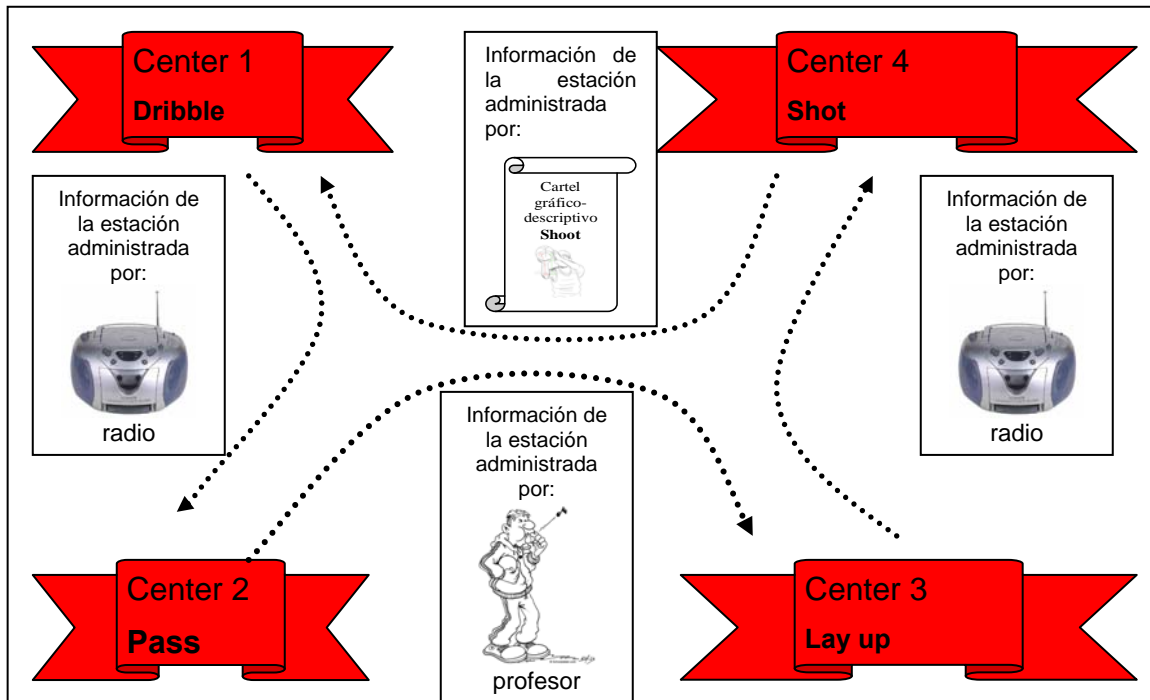 Center 1
Dribble
Información de
la estación
administrada
por:
Cartel
gráfico-
descriptivo
Shoot
Center 4
Shot
Información de
la estación
administrada
por:
radio
Información de
la estación
administrada
por:
radio
Información de
la estación
administrada
por:
profesor
Center 2
Pass
Center 3
Lay up